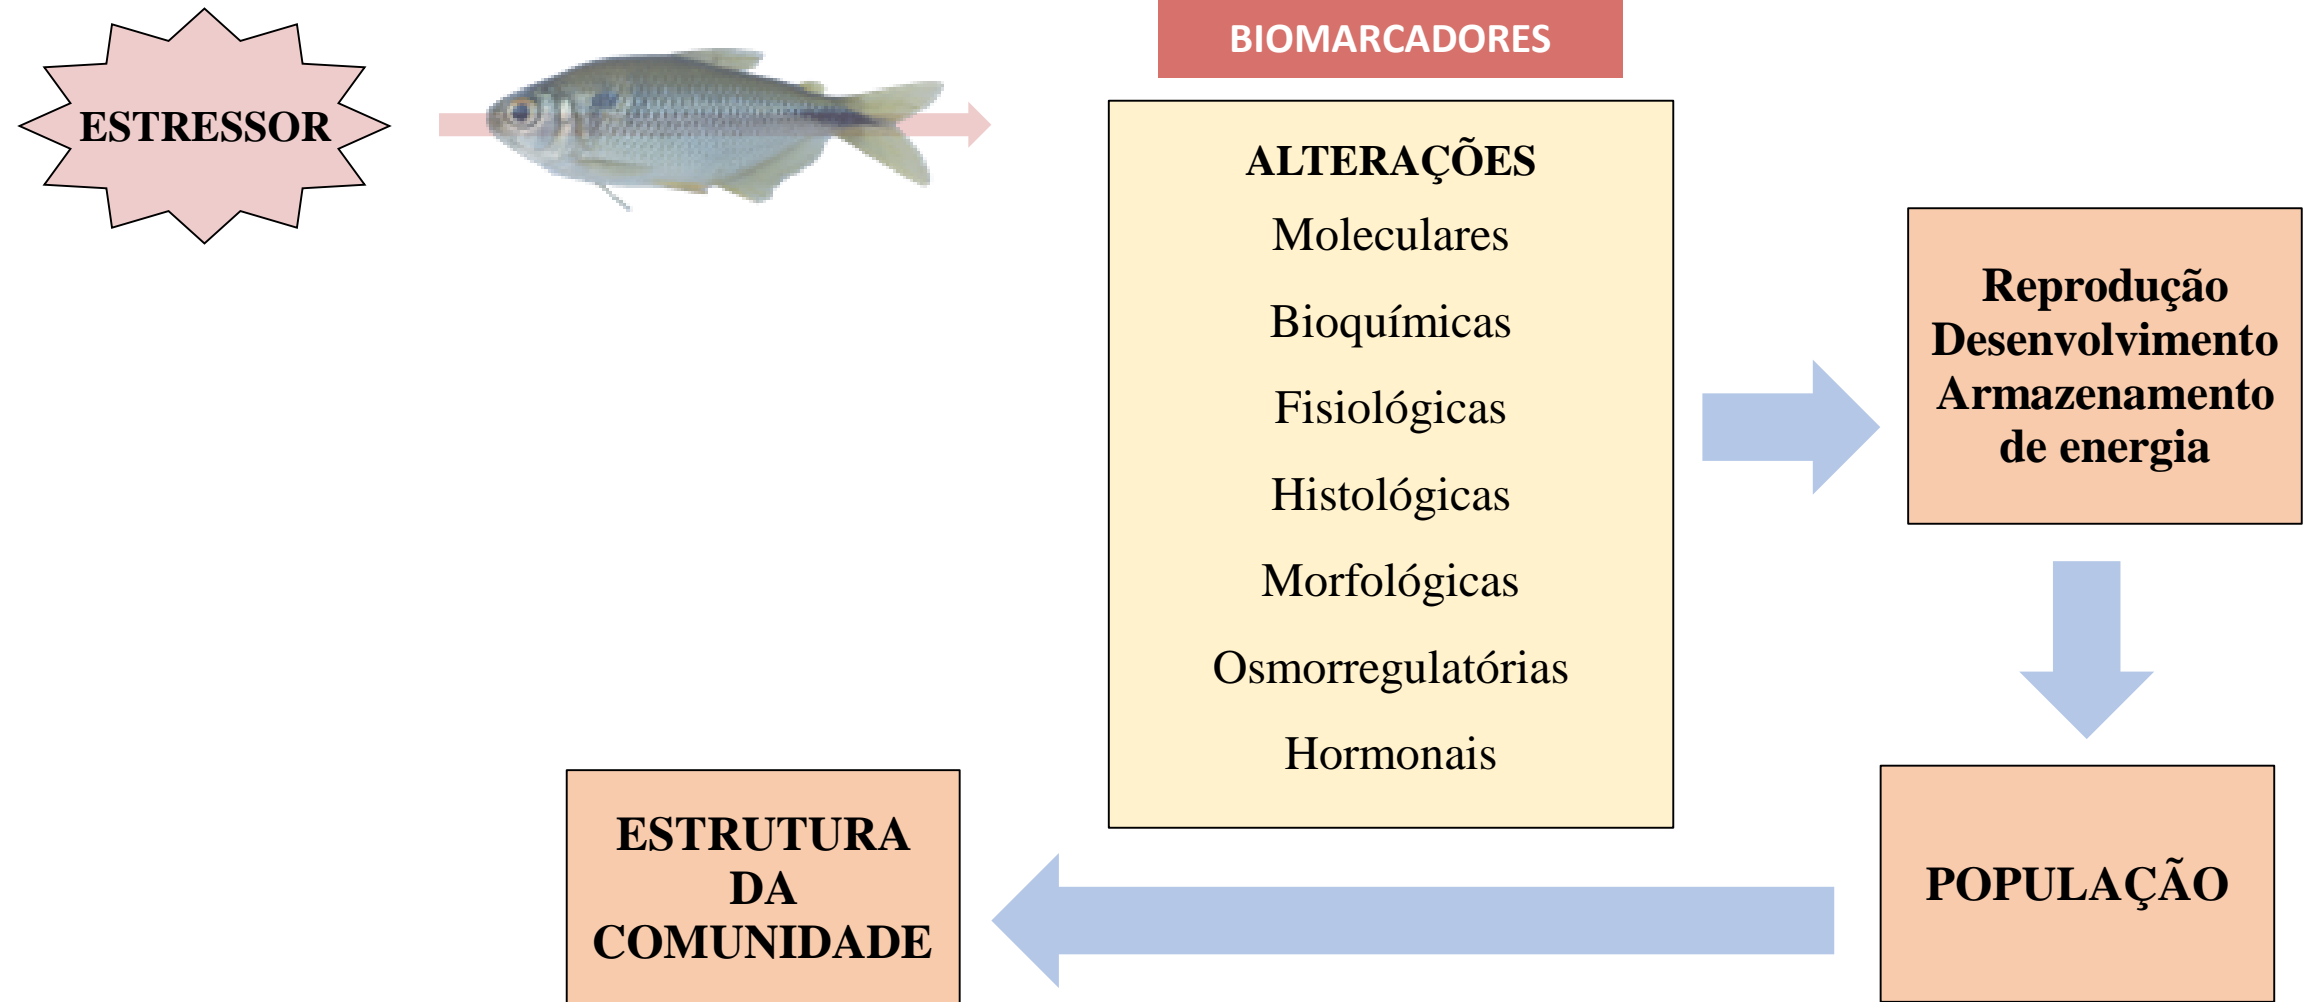 ESTRESSOR
BIOMARCADORES
ALTERAÇÕES
Moleculares
Bioquímicas
Fisiológicas
Histológicas
Morfológicas
Osmorregulatórias
Hormonais
Reprodução
Desenvolvimento
Armazenamento
de energia
POPULAÇÃO
ESTRUTURA
DA
COMUNIDADE